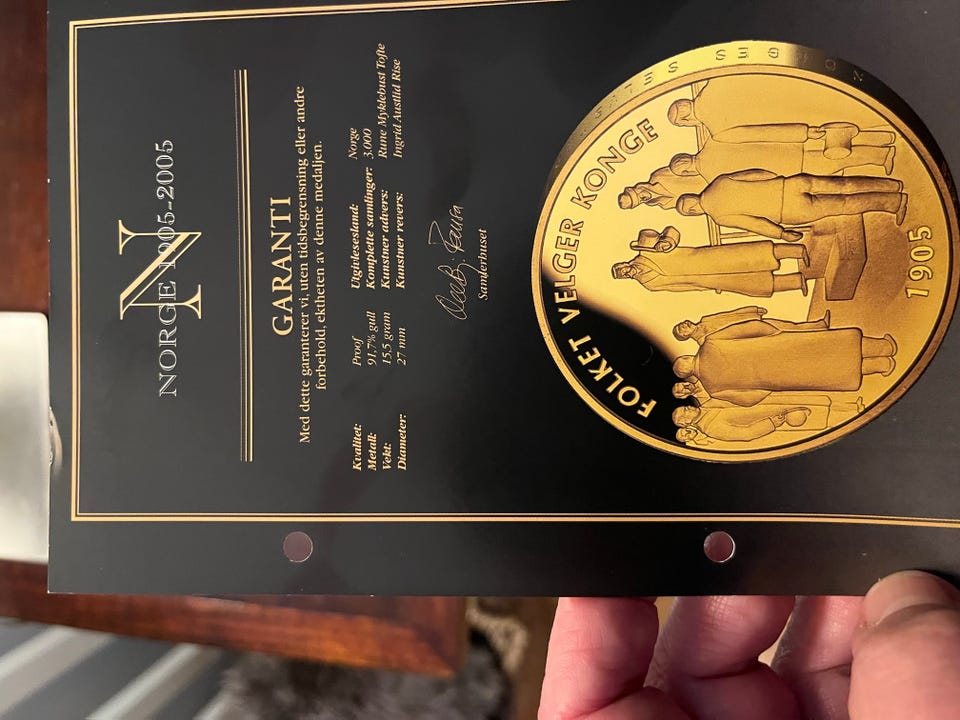 N
NORGE 1905-2005
GARANTI
Med dette garanterer vi, uten tidsbegrensning eller andre
forbehold, ektheten av denne medaljen.
Kvalitet: Proof Utgivlesesland: Norge
Metall: 91,7% gull Komplette samlinger: 3.000
Vekt: 15,5 gram Kunstner advers: Rune Myklebust Tofte
Diameter: 27 mm Kunstner revers: Ingrid Austlid Rise
Samlerhuset
FOLKET VELGER KONGE
1905